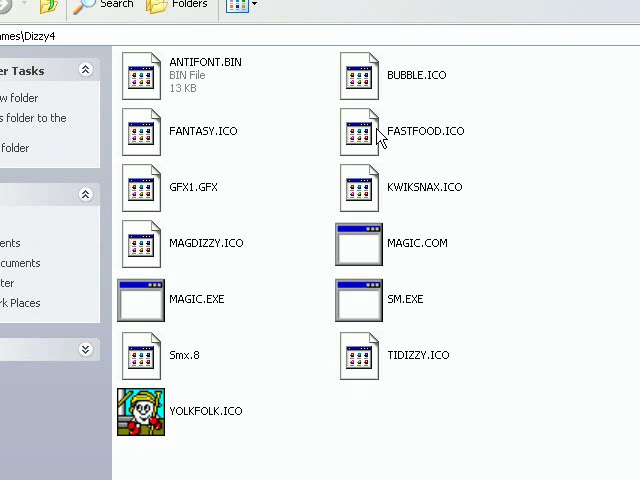 Search
Folders
ames\Dizzy4
er Tasks
w folder
s folder to the
folder
ents
cuments
ter
rk Places
ANTIFONT.BIN
BIN File
13 KB
BUBBLE.ICO
FANTASY.ICO
FASTFOOD.ICO
GFX1.GFX
KWIKSNAX.ICO
MAGDIZZY.ICO
MAGIC.COM
MAGIC.EXE
SM.EXE
Smx.8
TIDIZZY.ICO
YOLKFOLK.ICO